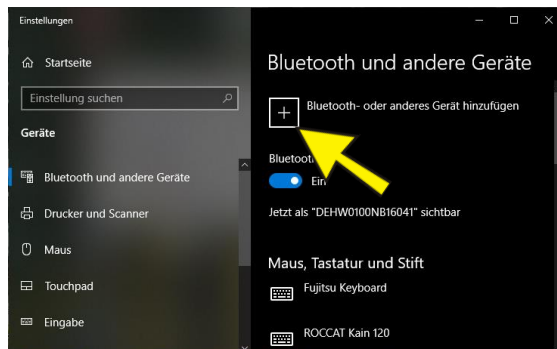 Einstellungen
Startseite
Einstellung suchen
Geräte
Bluetooth und andere Geräte
Drucker und Scanner
Maus
Touchpad
Eingabe
Bluetooth und andere Geräte
Bluetooth- oder anderes Gerät hinzufügen
Bluetoo
Ein
Jetzt als "DEHW0100NB16041" sichtbar
Maus, Tastatur und Stift
Fujitsu Keyboard
ROCCAT Kain 120